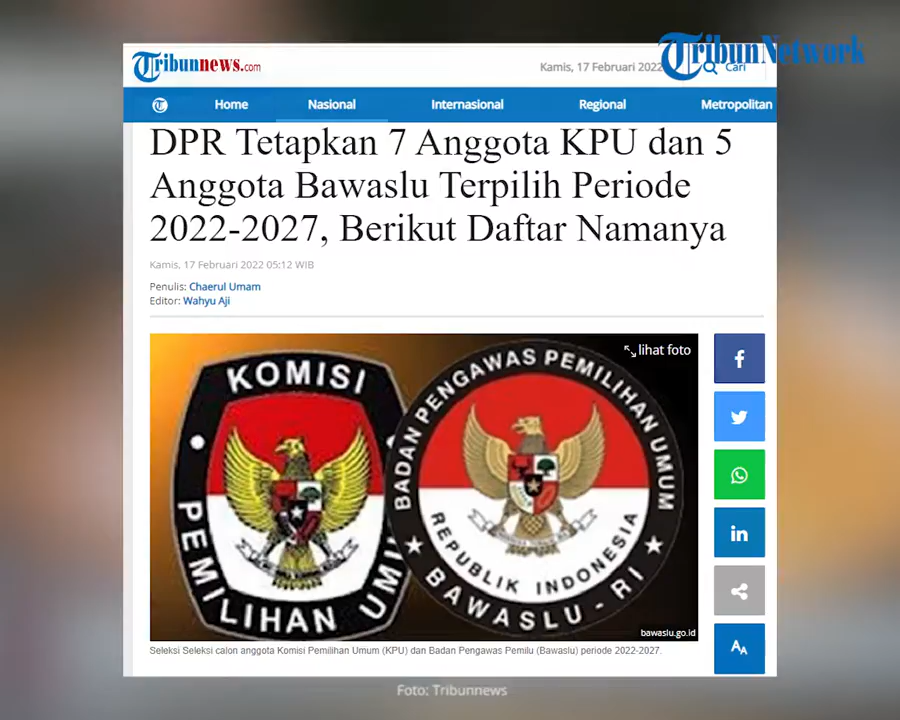 Tribunnews.com
Kamis, 17 Februari 2022
TribunNetwork
Cari
Home
Nasional
Internasional
Regional
Metropolitan
DPR Tetapkan 7 Anggota KPU dan 5
Anggota Bawaslu Terpilih Periode
2022-2027, Berikut Daftar Namanya
Kamis, 17 Februari 2022 05:12 WIB
Penulis: Chaerul Umam
Editor: Wahyu Aji
lihat foto
KOMISI
PEMILIHAN UMU
BADAN PENGAWAS PEMILIHAN UMUM
REPUBLIK INDONESIA
BAWASLU - RI
bawaslu.go.id
Seleksi Seleksi calon anggota Komisi Pemilihan Umum (KPU) dan Badan Pengawas Pemilu (Bawaslu) periode 2022-2027.
AA
Foto: Tribunnews